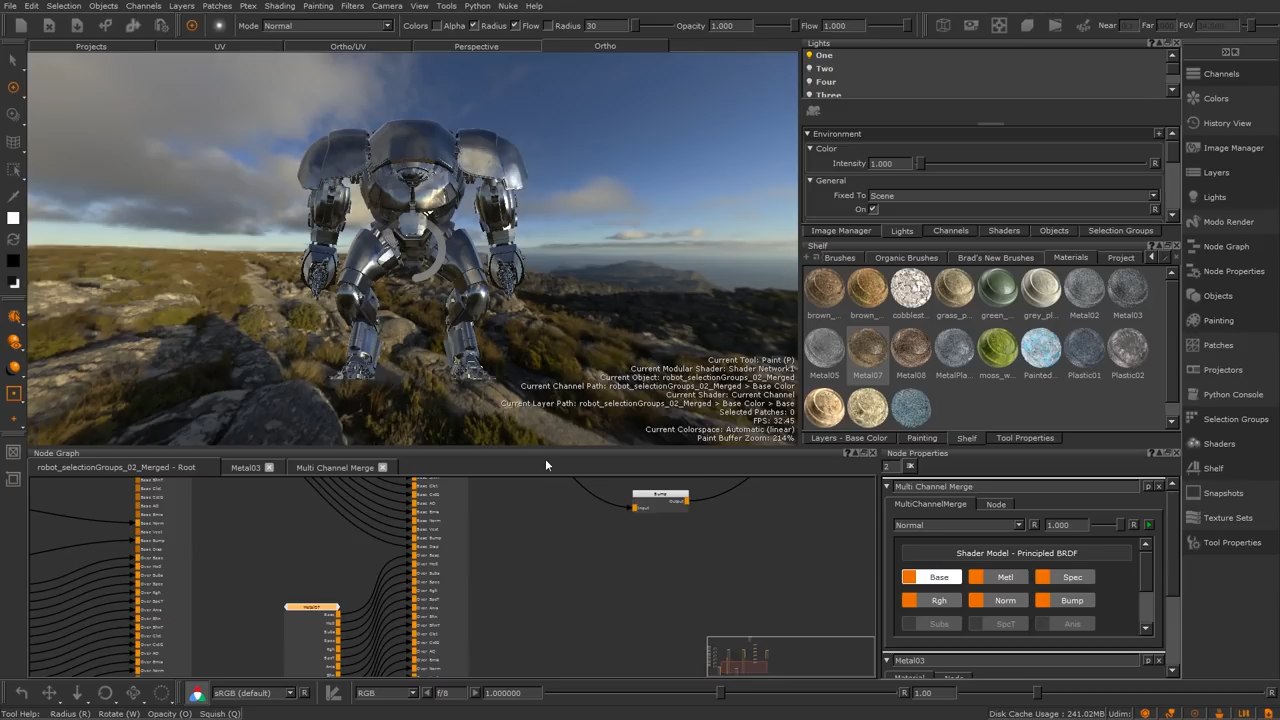 File Edit Selection Objects Channels Layers Patches Ptex Shading Painting Filters Camera View Tools Python Nuke Help
Mode Normal Colors Alpha Radius Flow Radius 30 Opacity 1.000 Flow 1.000 Near Far FoV
Projects UV Ortho/UV Perspective Ortho
Current Tool: Paint (P)
Current Modular Shader: Shader Network1
Current Object: robot_selectionGroups_02_Merged
Current Channel Path: robot_selectionGroups_02_Merged > Base Color
Current Shader: Current Channel
Current Layer Path: robot_selectionGroups_02_Merged > Base Color > Base
Selected Patches: 0
FPS: 32.45
Current Colorspace: Automatic (linear)
Paint Buffer Zoom: 214%
Lights
One
Two
Four
Three
Environment
Color
Intensity 1.000 R
General
Fixed To Scene
On R
Image Manager Lights Channels Shaders Objects Selection Groups
Shelf
Brushes Organic Brushes Brad's New Brushes Materials Project
brown_... brown_... cobblest... grass_p... green_... grey_pl... Metal02 Metal03
Metal05 Metal07 Metal08 MetalPla... moss_w... Painted... Plastic01 Plastic02
Layers - Base Color Painting Shelf Tool Properties
Channels
Colors
History View
Image Manager
Layers
Lights
Modo Render
Node Graph
Node Properties
Objects
Painting
Patches
Projectors
Python Console
Selection Groups
Shaders
Shelf
Snapshots
Texture Sets
Tool Properties
Node Graph
robot_selectionGroups_02_Merged - Root Metal03 Multi Channel Merge
Bump
Output
Input
Metal07
Node Properties
2
Multi Channel Merge
MultiChannelMerge Node
Normal R 1.000 R
Shader Model - Principled BRDF
Base Metl Spec
Rgh Norm Bump
Subs SpcT Anis
Metal03
Material Node
sRGB (default) R RGB f/8 1.000000 R 1.00 R
Tool Help: Radius (R) Rotate (W) Opacity (O) Squish (Q) Disk Cache Usage : 241.02MB Udim: